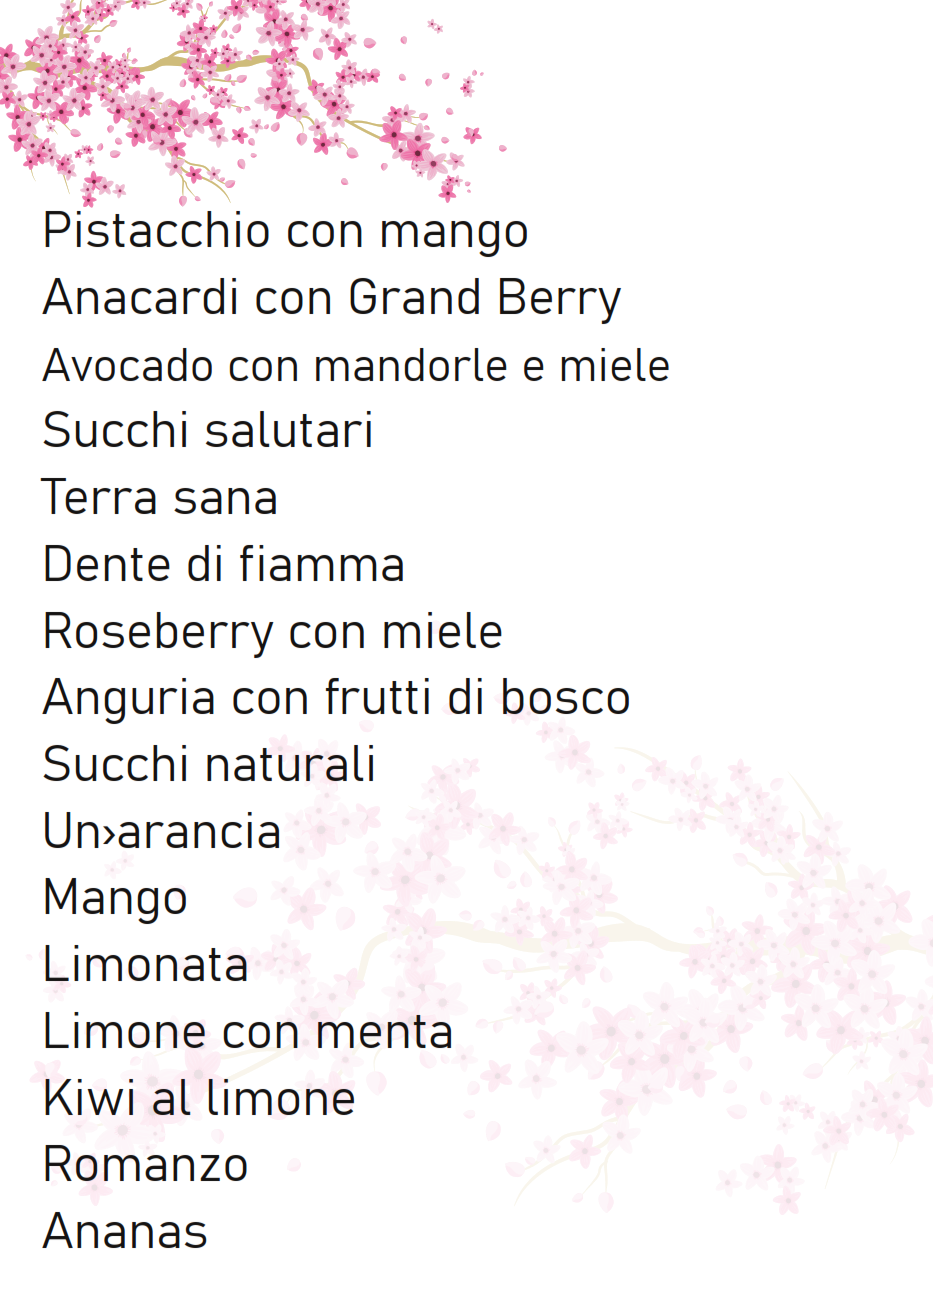 Pistacchio con mango
Anacardi con Grand Berry
Avocado con mandorle e miele
Succhi salutari
Terra sana
Dente di fiamma
Roseberry con miele
Anguria con frutti di bosco
Succhi naturali
Un›arancia
Mango
Limonata
Limone con menta
Kiwi al limone
Romanzo
Ananas